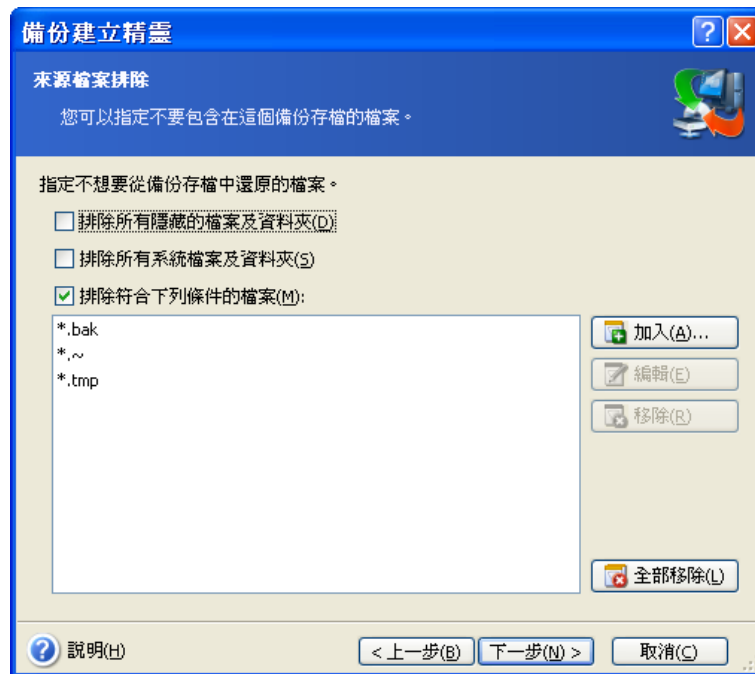 備份建立精靈
來源檔案排除
您可以指定不要包含在這個備份存檔的檔案。
指定不想要從備份存檔中還原的檔案。
排除所有隱藏的檔案及資料夾(D)
排除所有系統檔案及資料夾(S)
排除符合下列條件的檔案(M):
*.bak
*.~
*.tmp
加入(A)...
編輯(E)
移除(R)
全部移除(L)
說明(H)
< 上一步(B)
下一步(N) >
取消(C)